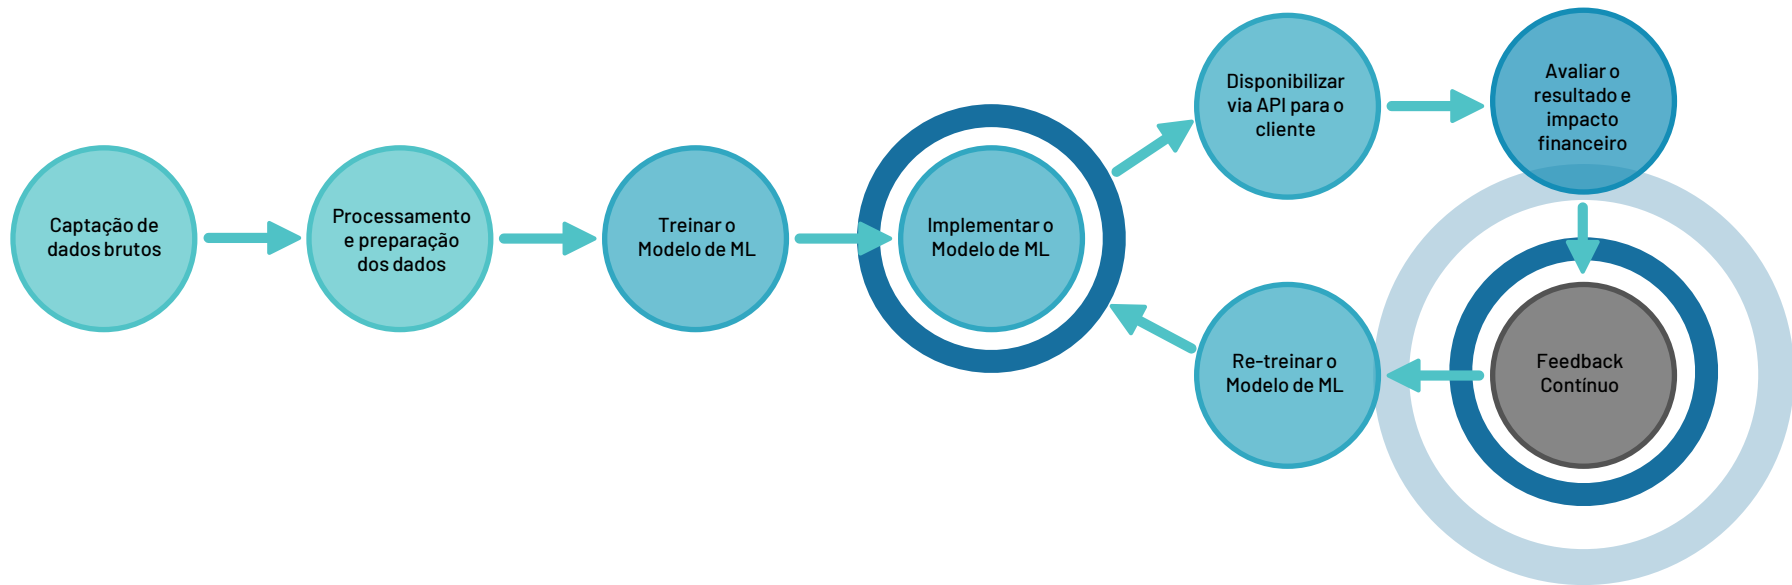 Captação de
dados brutos
Processamento
e preparação
dos dados
Treinar o
Modelo de ML
Implementar o
Modelo de ML
Disponibilizar
via API para o
cliente
Avaliar o
resultado e
impacto
financeiro
Feedback
Contínuo
Re-treinar o
Modelo de ML